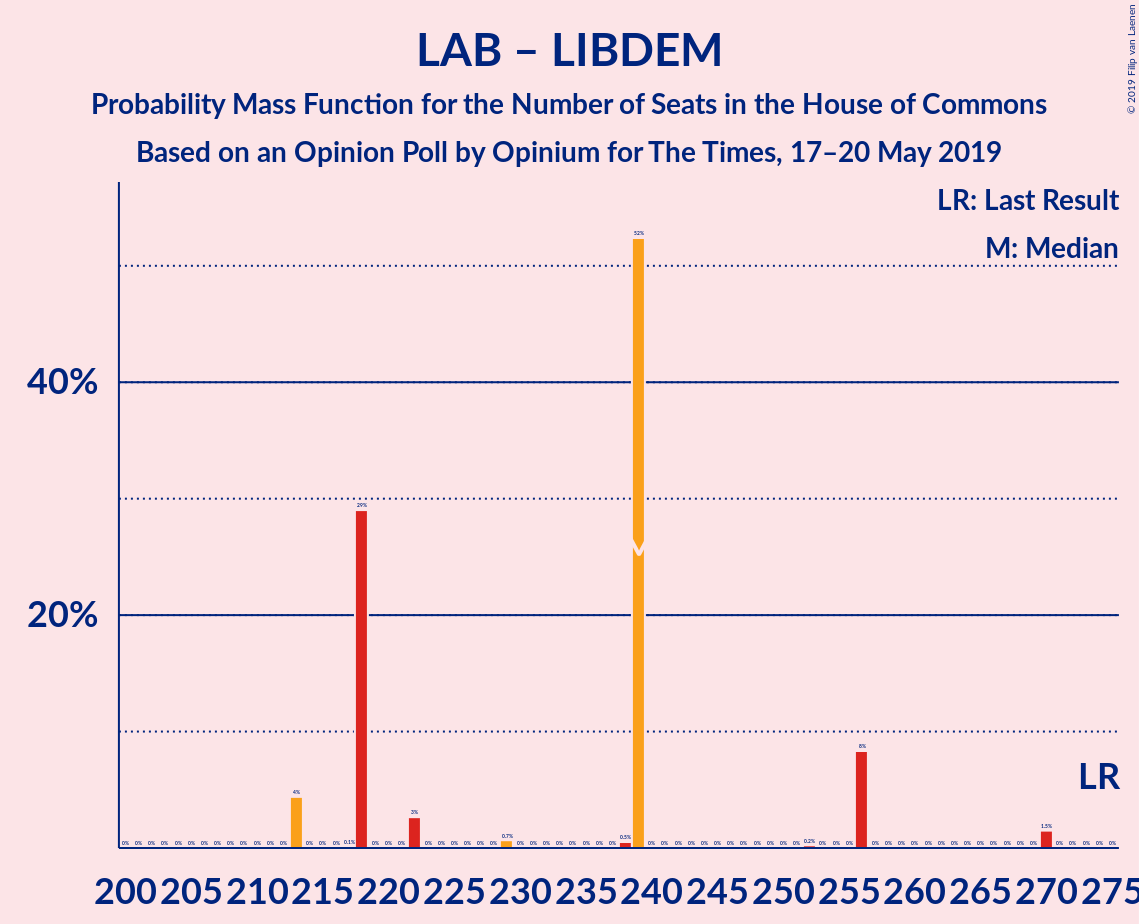 LAB – LIBDEM
Probability Mass Function for the Number of Seats in the House of Commons
Based on an Opinion Poll by Opinium for The Times, 17–20 May 2019
© 2019 Filip van Laenen
LR: Last Result
M: Median
40%
20%
52%
29%
M
4%
0.1%
3%
0.7%
0.5%
0.2%
8%
1.5%
LR
200 205 210 215 220 225 230 235 240 245 250 255 260 265 270 275